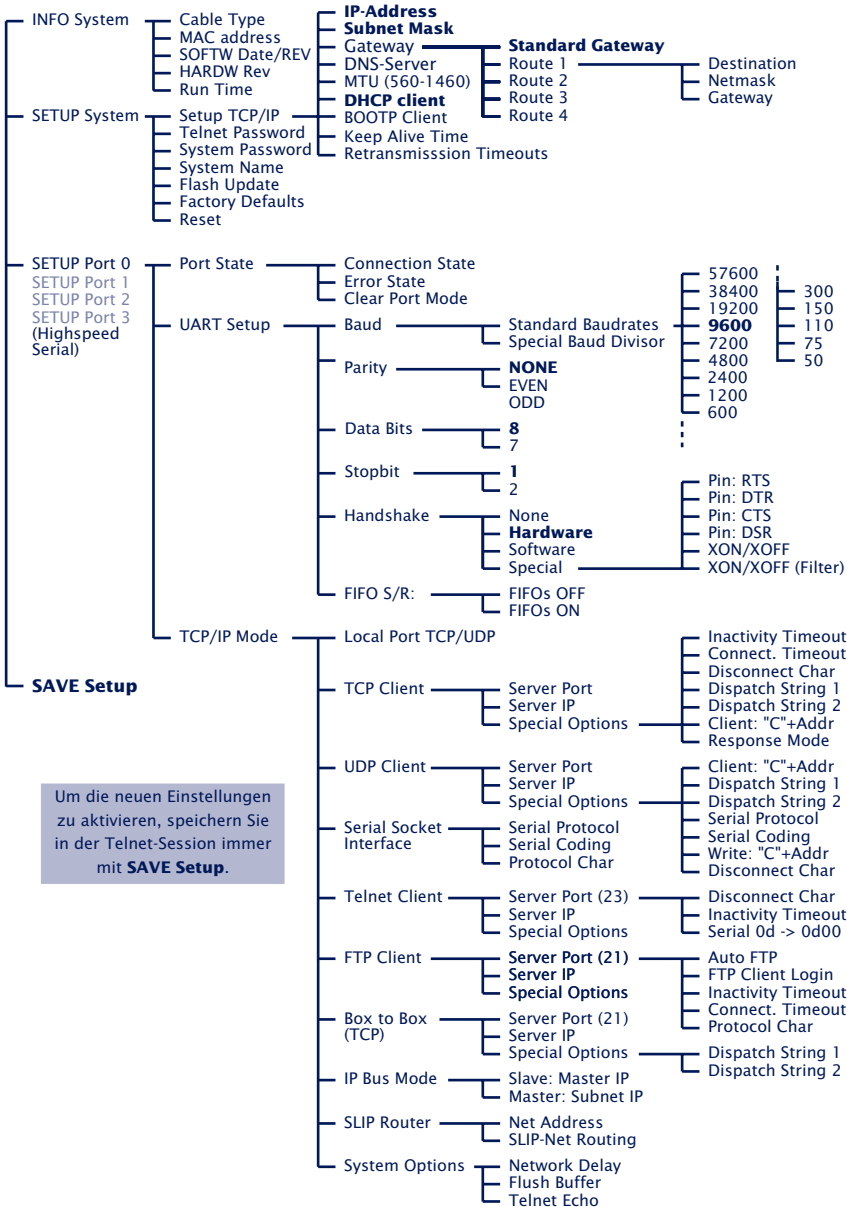 INFO System
Cable Type
MAC address
SOFTW Date/REV
HARDW Rev
Run Time
SETUP System
Setup TCP/IP
IP-Address
Subnet Mask
Gateway
Standard Gateway
Route 1
Destination
Netmask
Gateway
Route 2
Route 3
Route 4
DNS-Server
MTU (560-1460)
DHCP client
BOOTP Client
Keep Alive Time
Retransmisssion Timeouts
Telnet Password
System Password
System Name
Flash Update
Factory Defaults
Reset
SETUP Port 0
SETUP Port 1
SETUP Port 2
SETUP Port 3
(Highspeed
Serial)
Port State
Connection State
Error State
Clear Port Mode
UART Setup
Baud
Standard Baudrates
Special Baud Divisor
57600
38400
19200
9600
7200
4800
2400
1200
600
300
150
110
75
50
Parity
NONE
EVEN
ODD
Data Bits
8
7
Stopbit
1
2
Handshake
None
Hardware
Software
Special
Pin: RTS
Pin: DTR
Pin: CTS
Pin: DSR
XON/XOFF
XON/XOFF (Filter)
FIFO S/R:
FIFOs OFF
FIFOs ON
TCP/IP Mode
Local Port TCP/UDP
TCP Client
Server Port
Server IP
Special Options
Inactivity Timeout
Connect. Timeout
Disconnect Char
Dispatch String 1
Dispatch String 2
Client: "C"+Addr
Response Mode
UDP Client
Server Port
Server IP
Special Options
Client: "C"+Addr
Dispatch String 1
Dispatch String 2
Serial Protocol
Serial Coding
Write: "C"+Addr
Disconnect Char
Serial Socket
Interface
Serial Protocol
Serial Coding
Protocol Char
Telnet Client
Server Port (23)
Server IP
Special Options
Disconnect Char
Inactivity Timeout
Serial 0d -> 0d00
FTP Client
Server Port (21)
Server IP
Special Options
Auto FTP
FTP Client Login
Inactivity Timeout
Connect. Timeout
Protocol Char
Box to Box
(TCP)
Server Port (21)
Server IP
Special Options
Dispatch String 1
Dispatch String 2
IP Bus Mode
Slave: Master IP
Master: Subnet IP
SLIP Router
Net Address
SLIP-Net Routing
System Options
Network Delay
Flush Buffer
Telnet Echo
SAVE Setup
Um die neuen Einstellungen
zu aktivieren, speichern Sie
in der Telnet-Session immer
mit SAVE Setup.